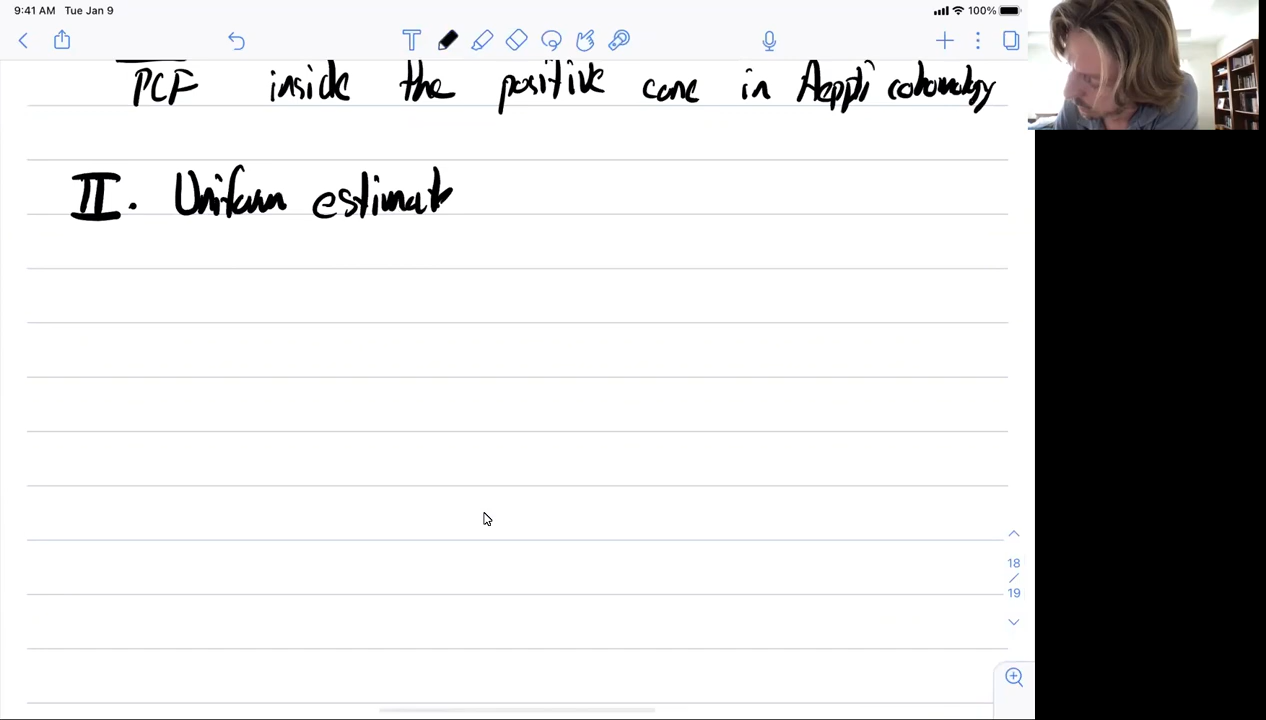 9:41 AM Tue Jan 9
100%
PCF inside the positive cone in Aeppli cohomology
II. Uniform estimat
18
19